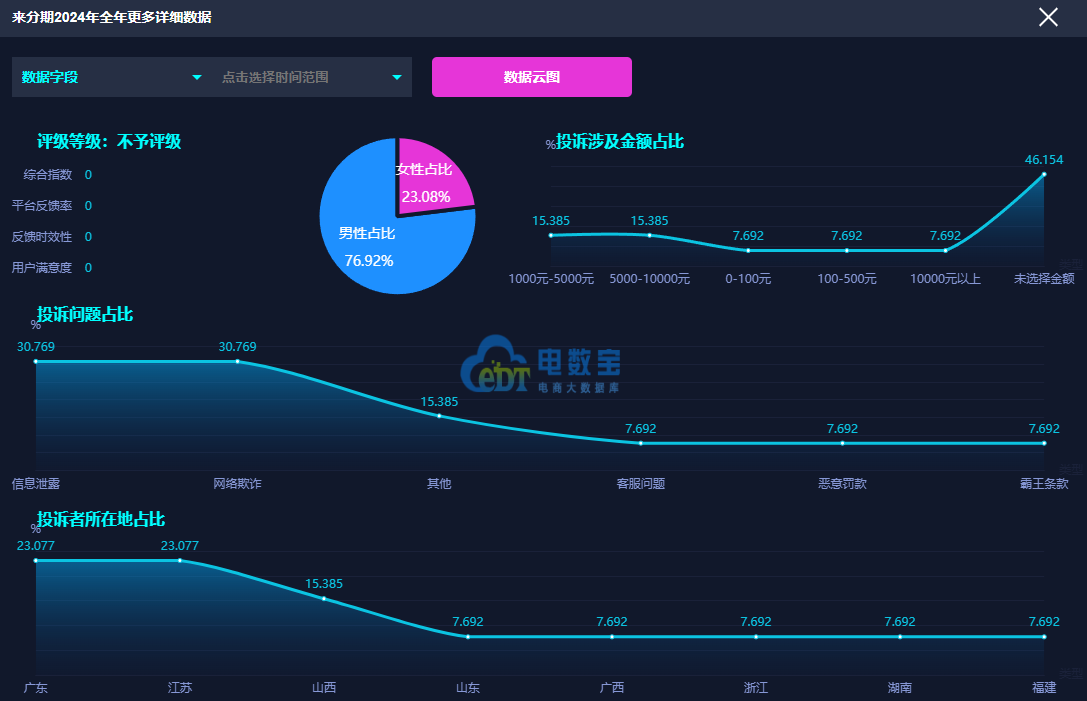 来分期2024年全年更多详细数据
数据字段
点击选择时间范围
数据云图
评级等级：不予评级
综合指数 0
平台反馈率 0
反馈时效性 0
用户满意度 0
女性占比
23.08%
男性占比
76.92%
投诉涉及金额占比
%
15.385 15.385 7.692 7.692 7.692 46.154
1000元-5000元 5000-10000元 0-100元 100-500元 10000元以上 未选择金额
投诉问题占比
%
30.769 30.769 15.385 7.692 7.692 7.692
信息泄露 网络欺诈 其他 客服问题 恶意罚款 霸王条款
eDT 电数宝
电商大数据库
投诉者所在地占比
%
23.077 23.077 15.385 7.692 7.692 7.692 7.692 7.692
广东 江苏 山西 山东 广西 浙江 湖南 福建